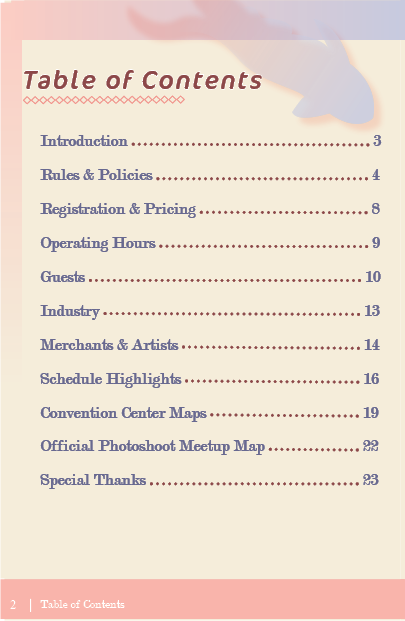 Table of Contents
Introduction 3
Rules & Policies 4
Registration & Pricing 8
Operating Hours 9
Guests 10
Industry 13
Merchants & Artists 14
Schedule Highlights 16
Convention Center Maps 19
Official Photoshoot Meetup Map 22
Special Thanks 23
2 | Table of Contents